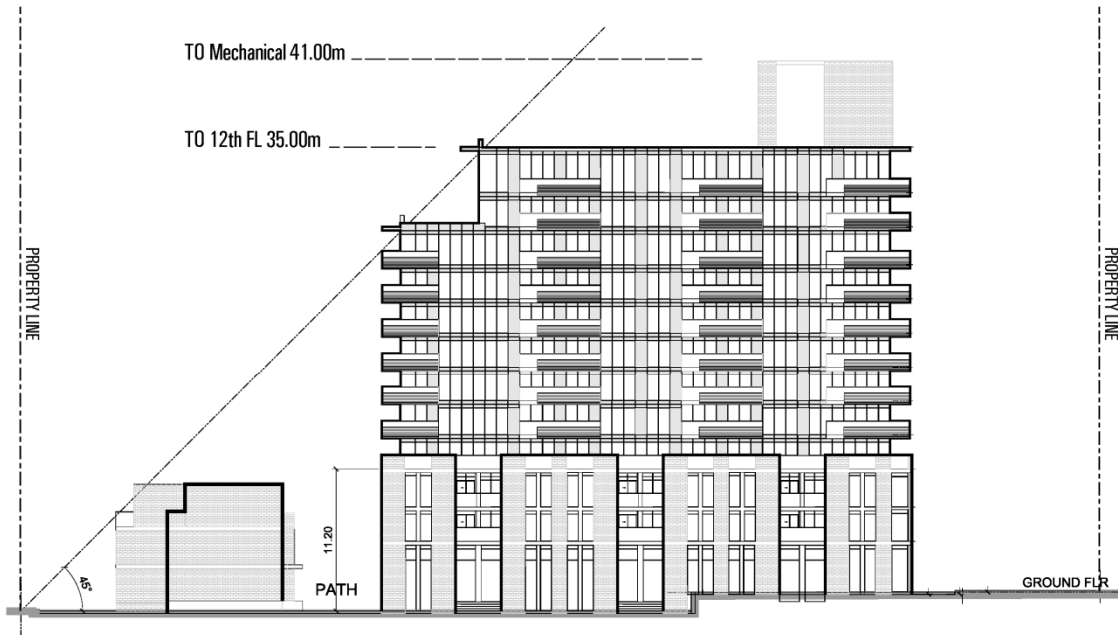 TO Mechanical 41.00m
TO 12th FL 35.00m
PROPERTY LINE
PROPERTY LINE
11.20
45°
PATH
GROUND FLR